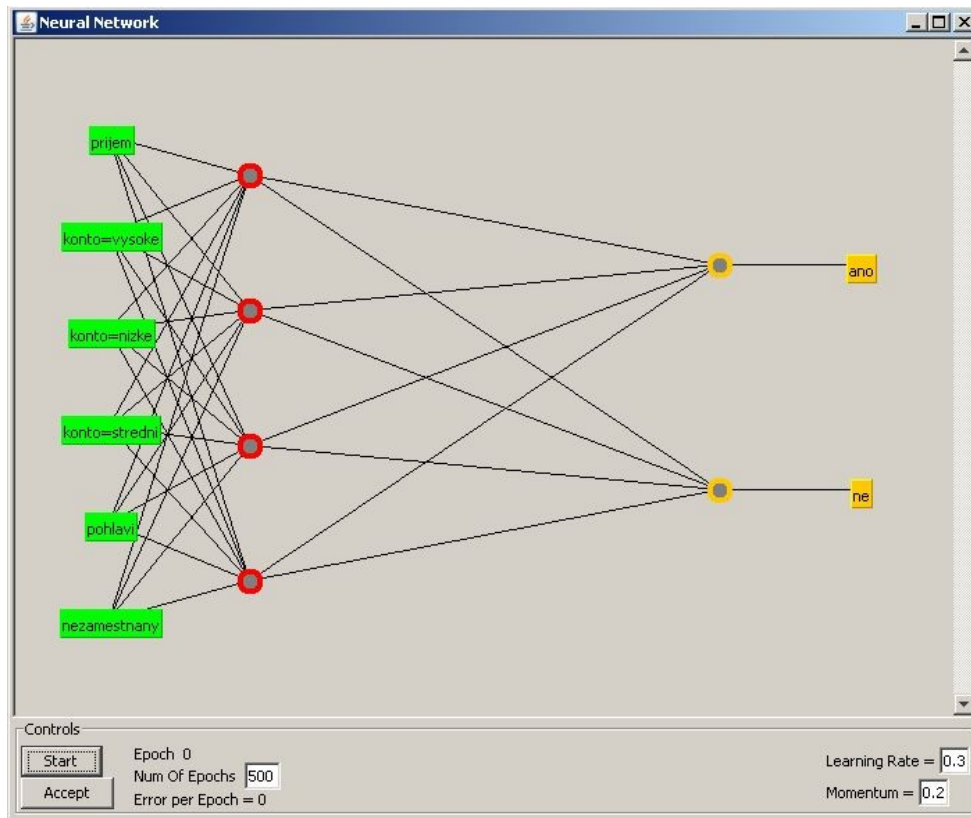 Neural Network
prijem
konto=vysoke
konto=nizke
konto=stredni
pohlavi
nezamestnany
ano
ne
Controls
Start
Accept
Epoch 0
Num Of Epochs 500
Error per Epoch = 0
Learning Rate = 0.3
Momentum = 0.2